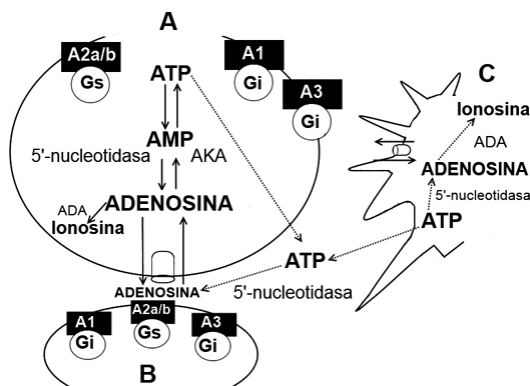 A
A2a/b
Gs
ATP
A1
Gi
A3
Gi
C
Ionosina
ADA
ADENOSINA
5'-nucleotidasa
ATP
AMP
5'-nucleotidasa
AKA
ADENOSINA
ADA
Ionosina
ATP
5'-nucleotidasa
ADENOSINA
A1
Gi
A2a/b
Gs
A3
Gi
B